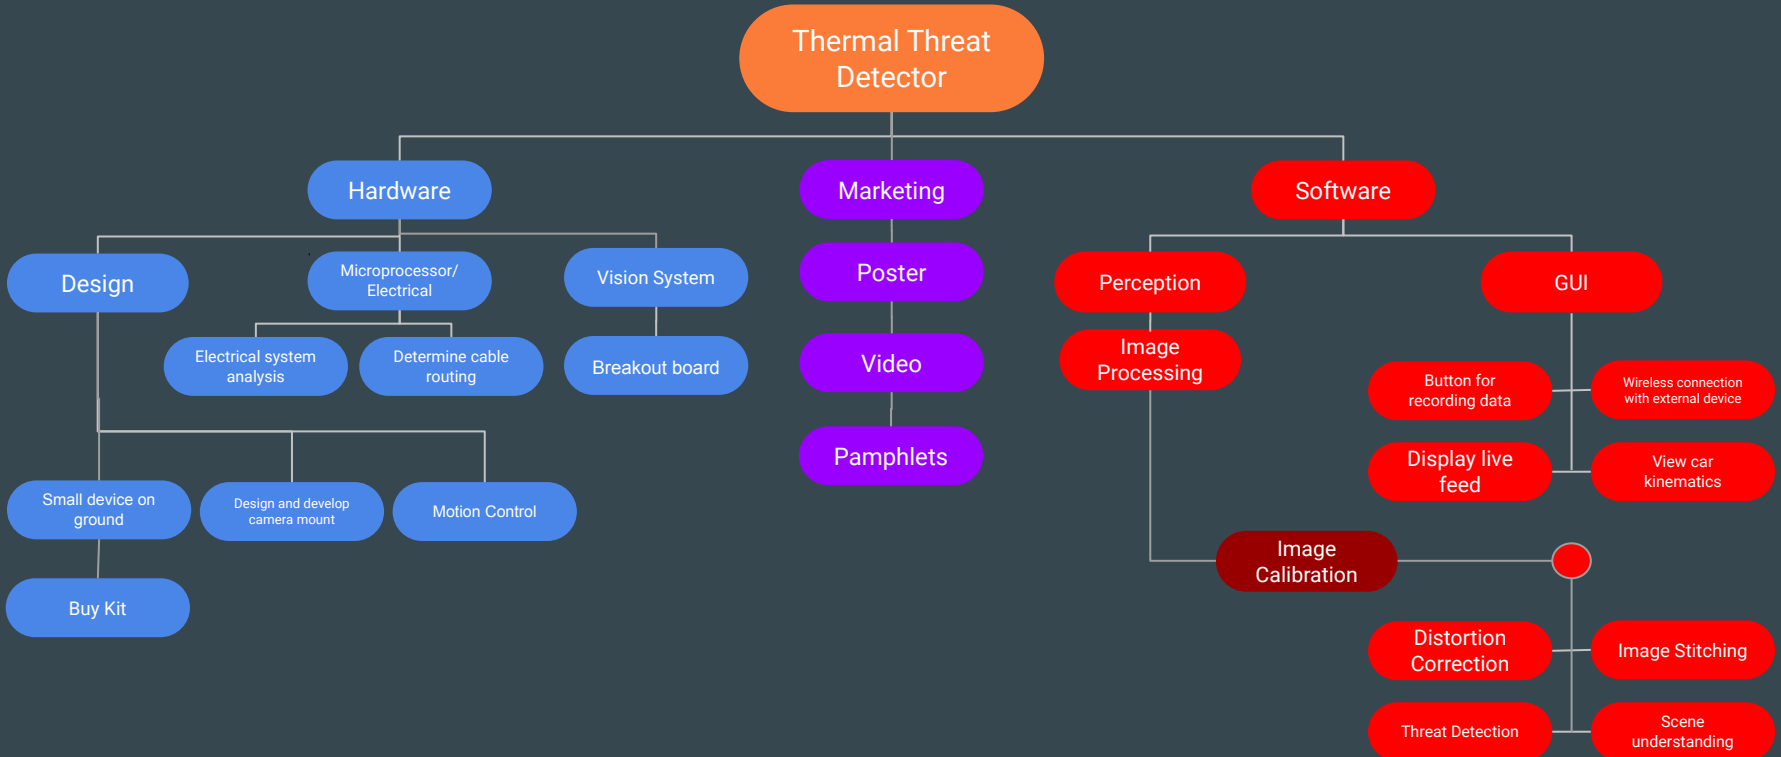 Thermal Threat
Detector
Hardware
Marketing
Software
Design
Microprocessor/
Electrical
Vision System
Poster
Perception
GUI
Electrical system
analysis
Determine cable
routing
Breakout board
Video
Image
Processing
Button for
recording data
Wireless connection
with external device
Pamphlets
Display live
feed
View car
kinematics
Small device on
ground
Design and develop
camera mount
Motion Control
Image
Calibration
Buy Kit
Distortion
Correction
Image Stitching
Threat Detection
Scene
understanding